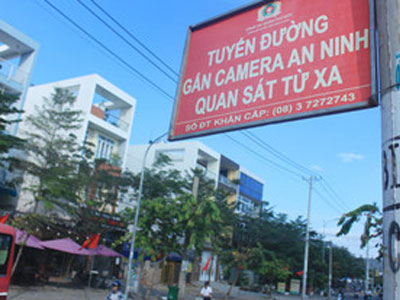 TUYẾN ĐƯỜNG
GẮN CAMERA AN NINH
QUAN SÁT TỪ XA
SỐ ĐT KHẨN CẤP: (08) 3 7272743